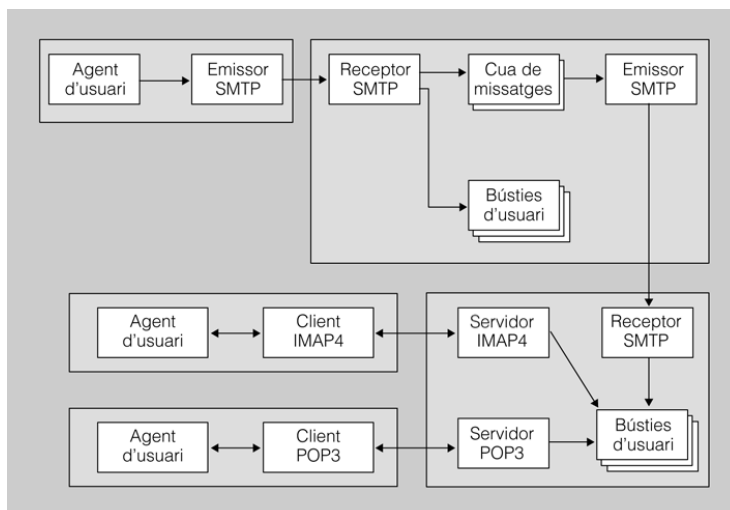 Agent
d'usuari
Emissor
SMTP
Receptor
SMTP
Cua de
missatges
Emissor
SMTP
Bústies
d'usuari
Agent
d'usuari
Client
IMAP4
Servidor
IMAP4
Receptor
SMTP
Agent
d'usuari
Client
POP3
Servidor
POP3
Bústies
d'usuari